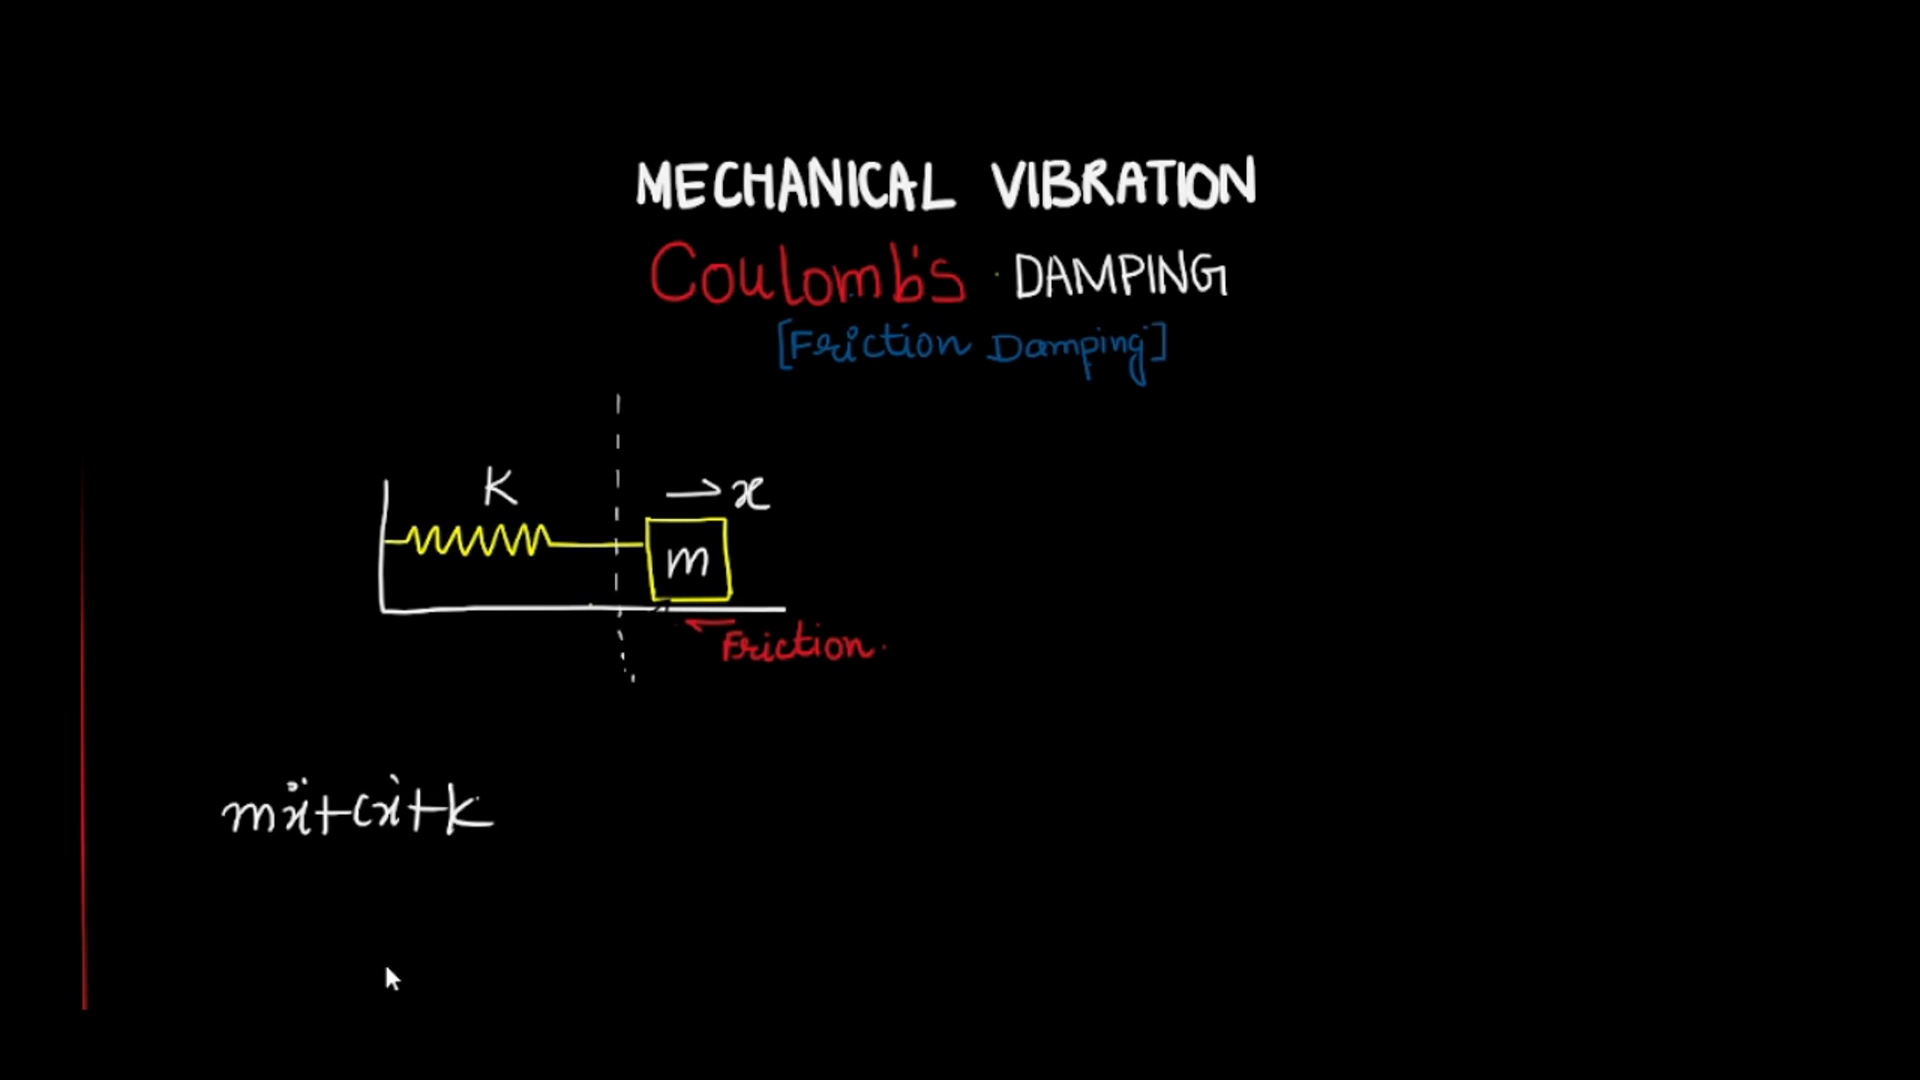 MECHANICAL VIBRATION
Coulomb's DAMPING
[Friction Damping]
K
→ x
m
Friction
mẍ+cẋ+k